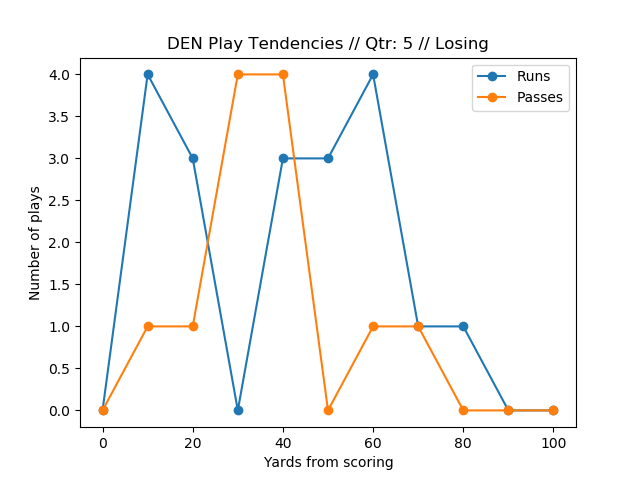 DEN Play Tendencies // Qtr: 5 // Losing
Runs
Passes
Number of plays
4.0
3.5
3.0
2.5
2.0
1.5
1.0
0.5
0.0
0 20 40 60 80 100
Yards from scoring